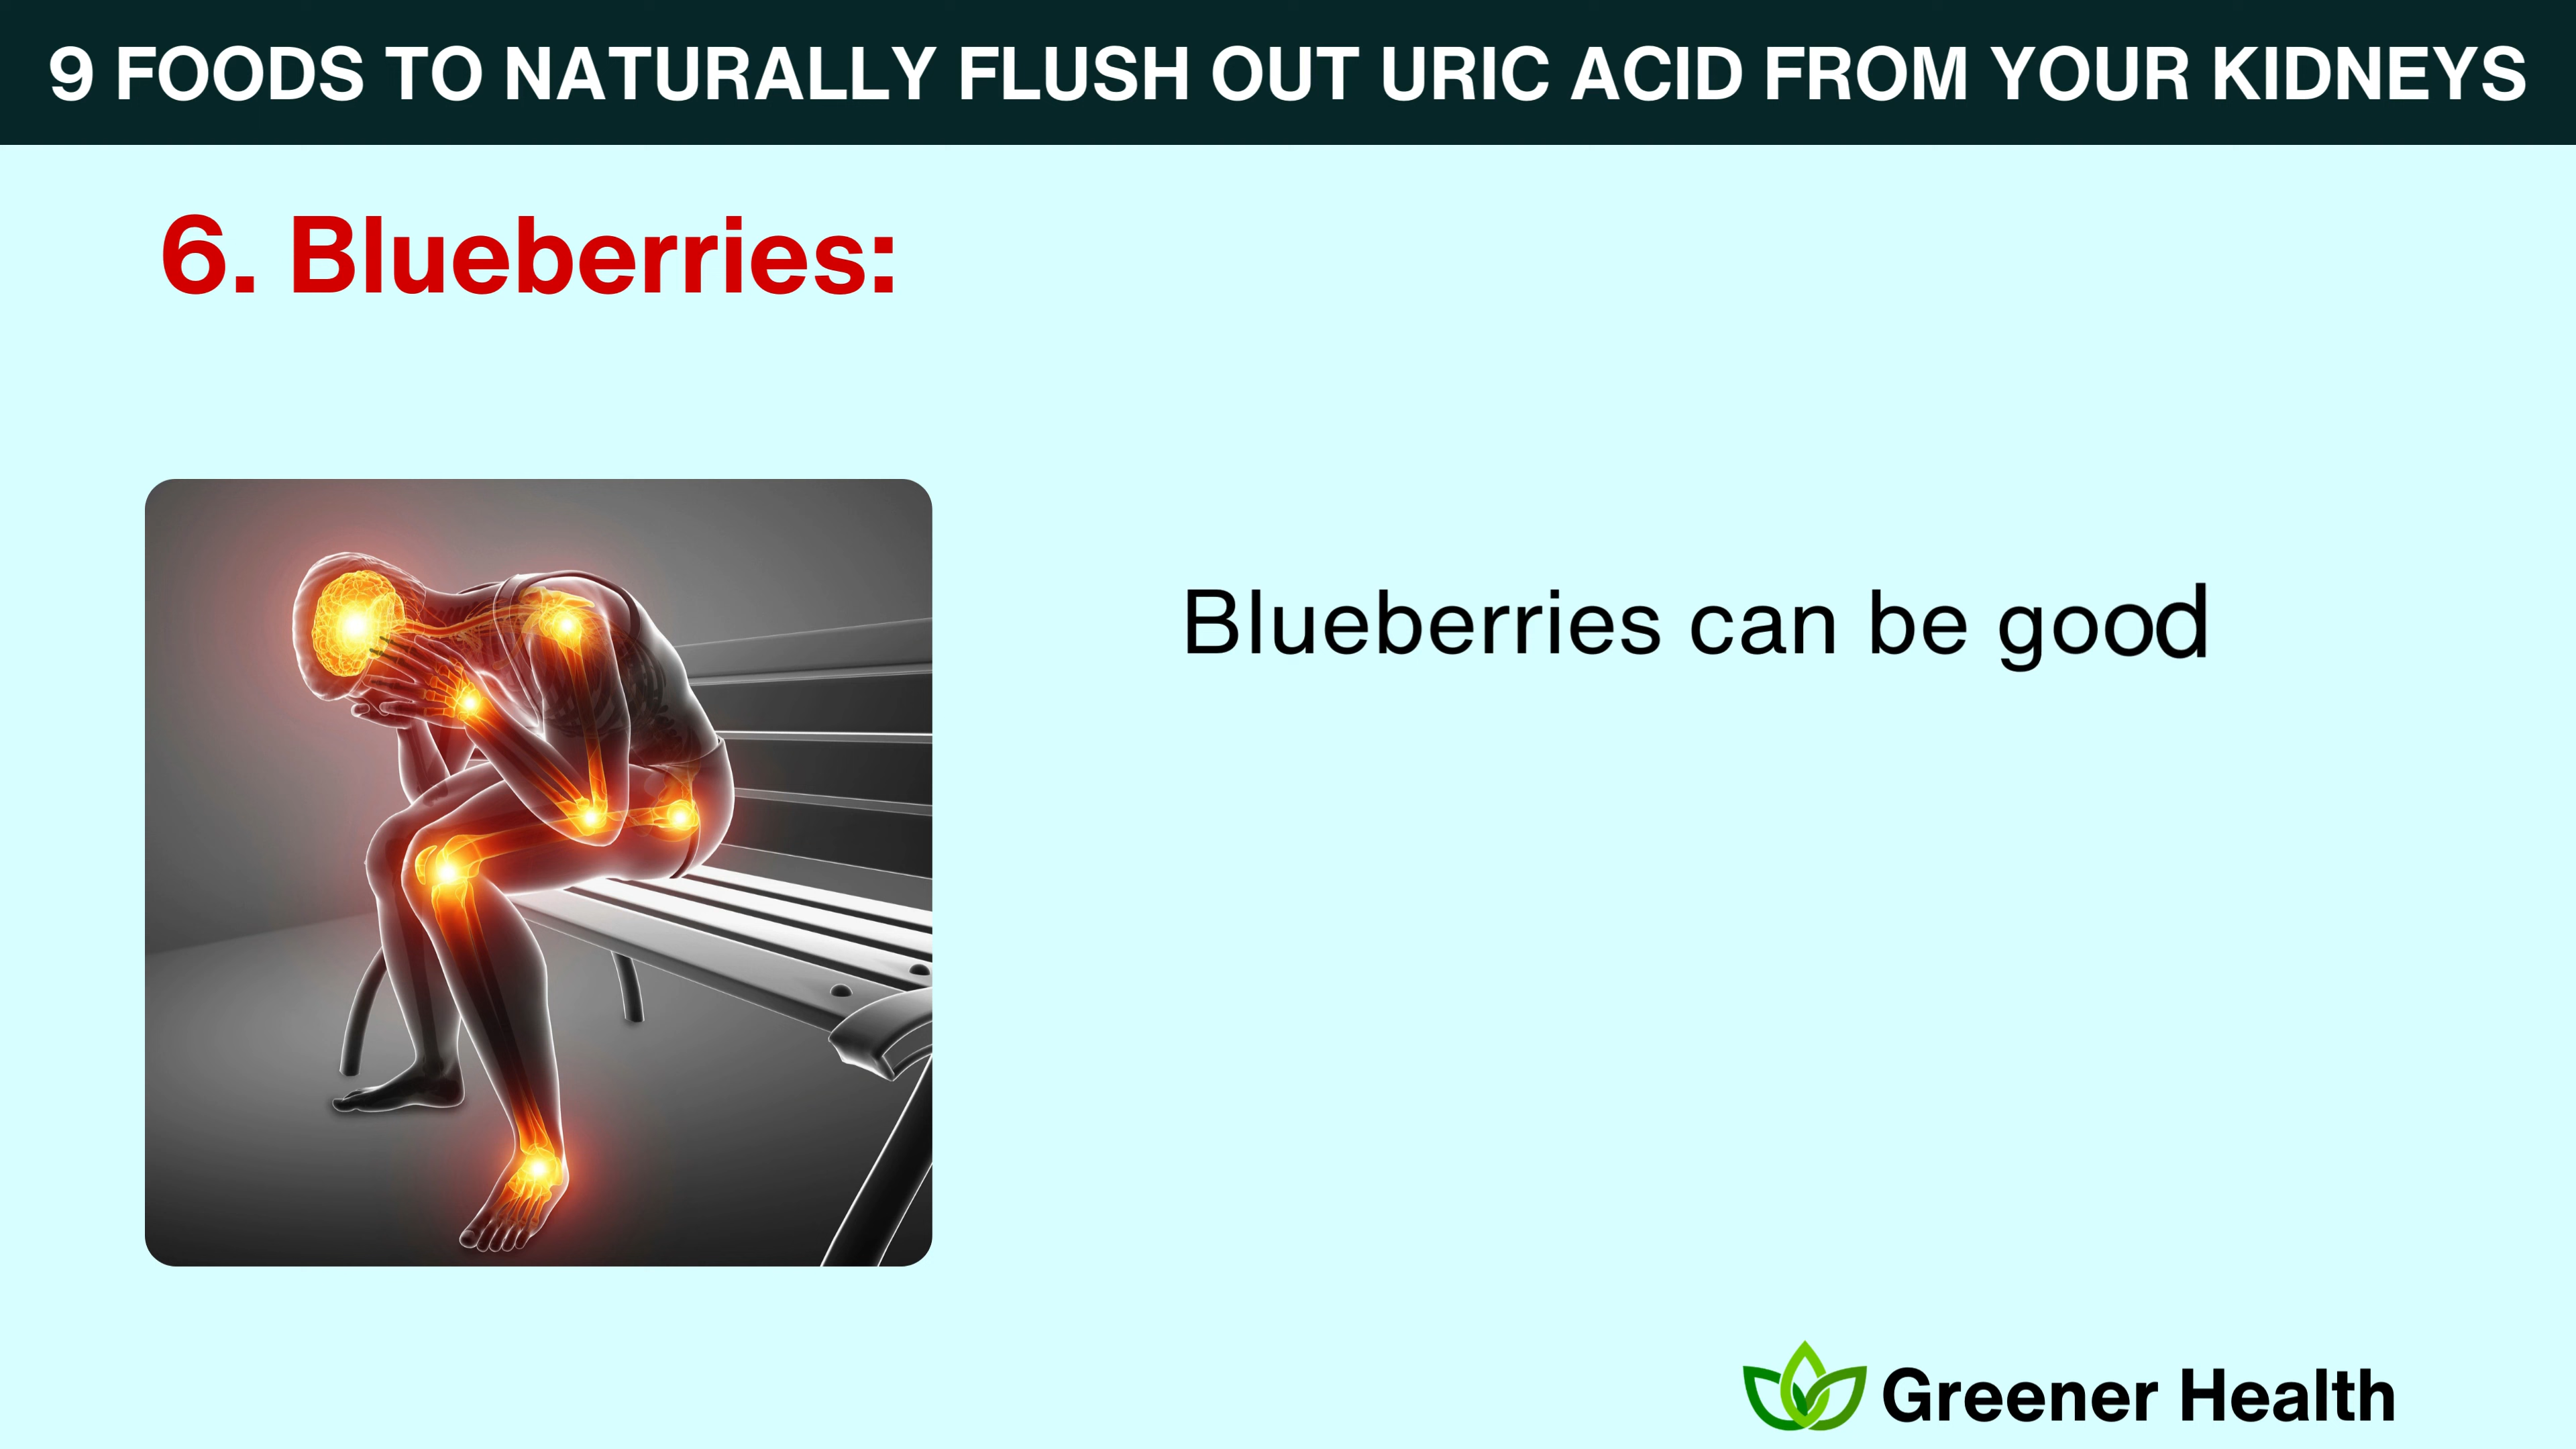 9 FOODS TO NATURALLY FLUSH OUT URIC ACID FROM YOUR KIDNEYS
6. Blueberries:
Blueberries can be good
Greener Health